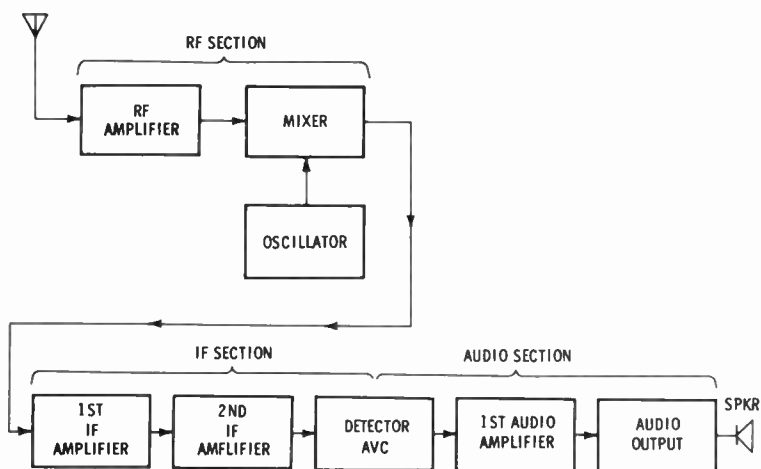 RF SECTION
RF
AMPLIFIER
MIXER
OSCILLATOR
IF SECTION
AUDIO SECTION
1ST
IF
AMPLIFIER
2ND
IF
AMFLIFIER
DETECTOR
AVC
1ST AUDIO
AMPLIFIER
AUDIO
OUTPUT
SPKR